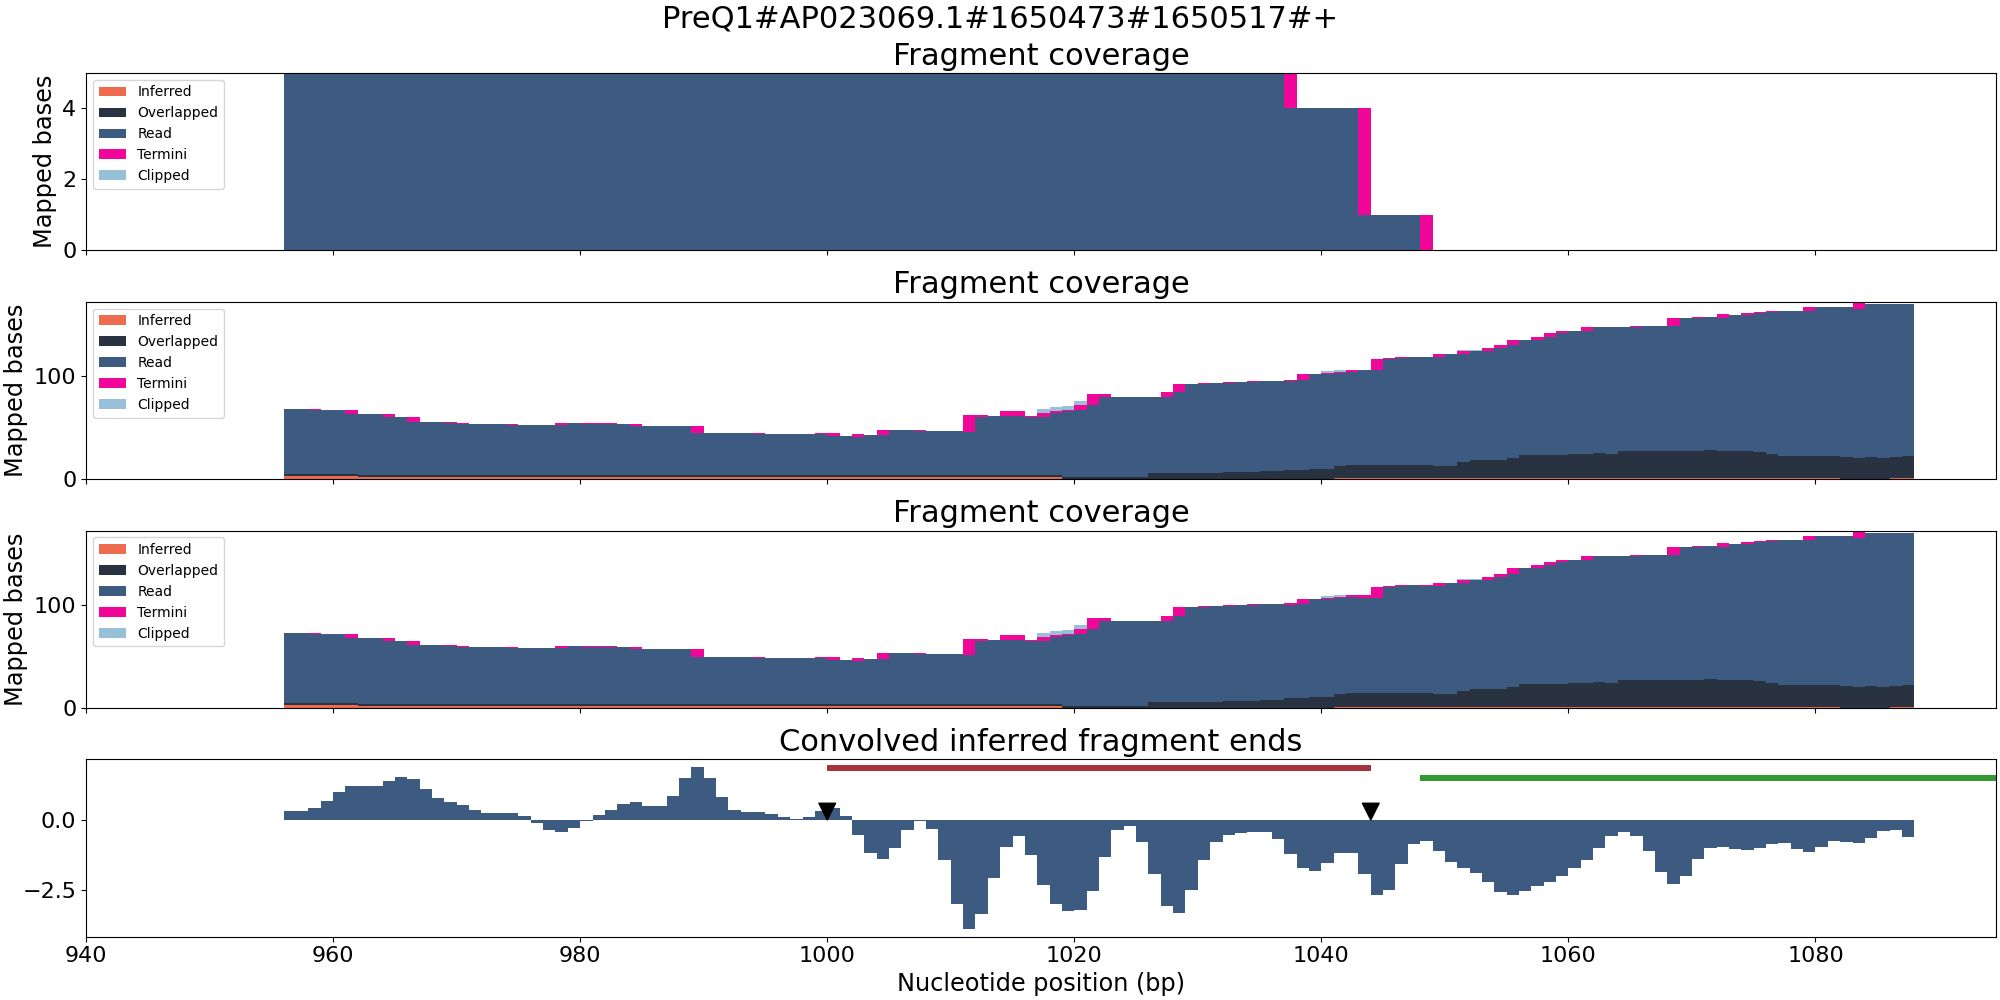 PreQ1#AP023069.1#1650473#1650517#+
Fragment coverage
Mapped bases
4
2
0
Inferred
Overlapped
Read
Termini
Clipped
Fragment coverage
Mapped bases
100
0
Inferred
Overlapped
Read
Termini
Clipped
Fragment coverage
Mapped bases
100
0
Inferred
Overlapped
Read
Termini
Clipped
Convolved inferred fragment ends
0.0
−2.5
940 960 980 1000 1020 1040 1060 1080
Nucleotide position (bp)